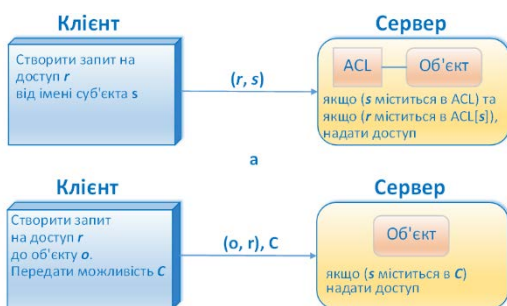 Клієнт
Сервер
Створити запит на
доступ r
від імені суб'єкта s
(r, s)
ACL
Об'єкт
якщо (s міститься в ACL) та
якщо (r міститься в ACL[s]),
надати доступ
а
Клієнт
Сервер
Створити запит
на доступ r
до об'єкту о.
Передати можливість C
(о, r), C
Об'єкт
якщо (s міститься в C)
надати доступ